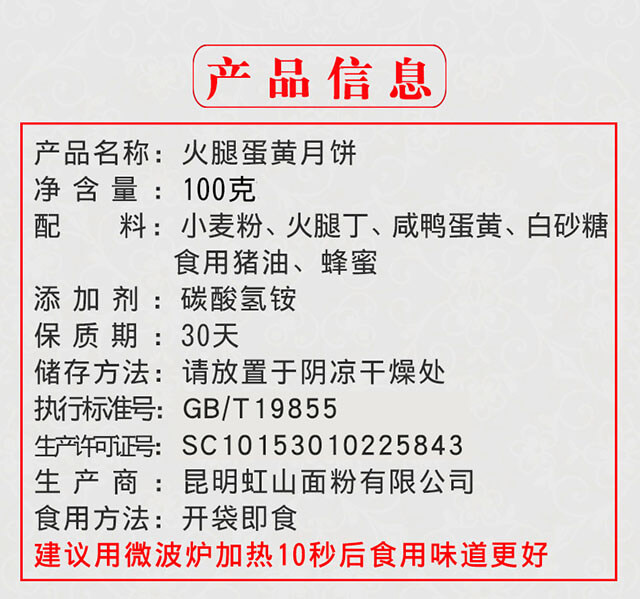 产品信息
产品名称：火腿蛋黄月饼
净含量：100克
配料：小麦粉、火腿丁、咸鸭蛋黄、白砂糖
食用猪油、蜂蜜
添加剂：碳酸氢铵
保质期：30天
储存方法：请放置于阴凉干燥处
执行标准号：GB/T19855
生产许可证号：SC10153010225843
生产商：昆明虹山面粉有限公司
食用方法：开袋即食
建议用微波炉加热10秒后食用味道更好